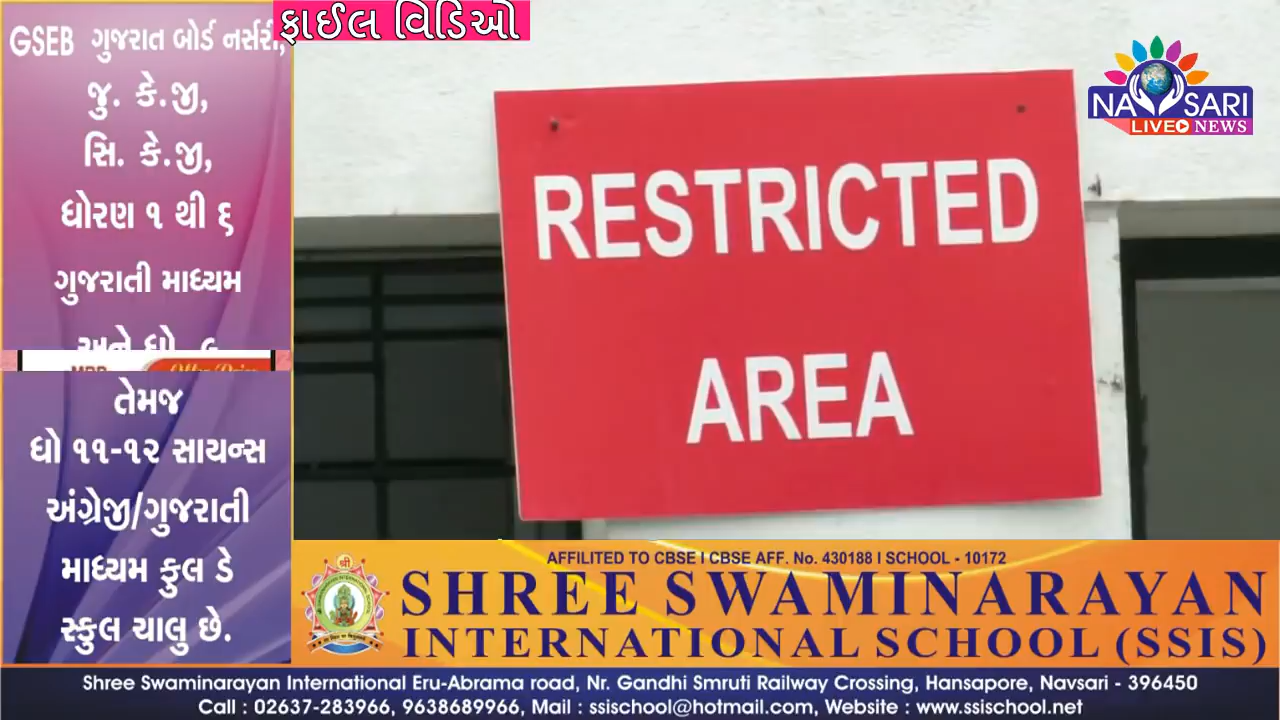 ફાઈલ વિડિઓ
GSEB ગુજરાત બોર્ડ નર્સરી,
જુ. કે.જી,
સિ. કે.જી,
ધોરણ ૧ થી ૬
ગુજરાતી માધ્યમ
તેમજ
ધો ૧૧-૧૨ સાયન્સ
અંગ્રેજી/ગુજરાતી
માધ્યમ ફુલ ડે
સ્કુલ ચાલુ છે.
RESTRICTED
AREA
NAVSARI
LIVE NEWS
AFFILITED TO CBSE I CBSE AFF. No. 430188 I SCHOOL - 10172
SHREE SWAMINARAYAN
INTERNATIONAL SCHOOL (SSIS)
Shree Swaminarayan International Eru-Abrama road, Nr. Gandhi Smruti Railway Crossing, Hansapore, Navsari - 396450
Call : 02637-283966, 9638689966, Mail : ssischool@hotmail.com, Website : www.ssischool.net